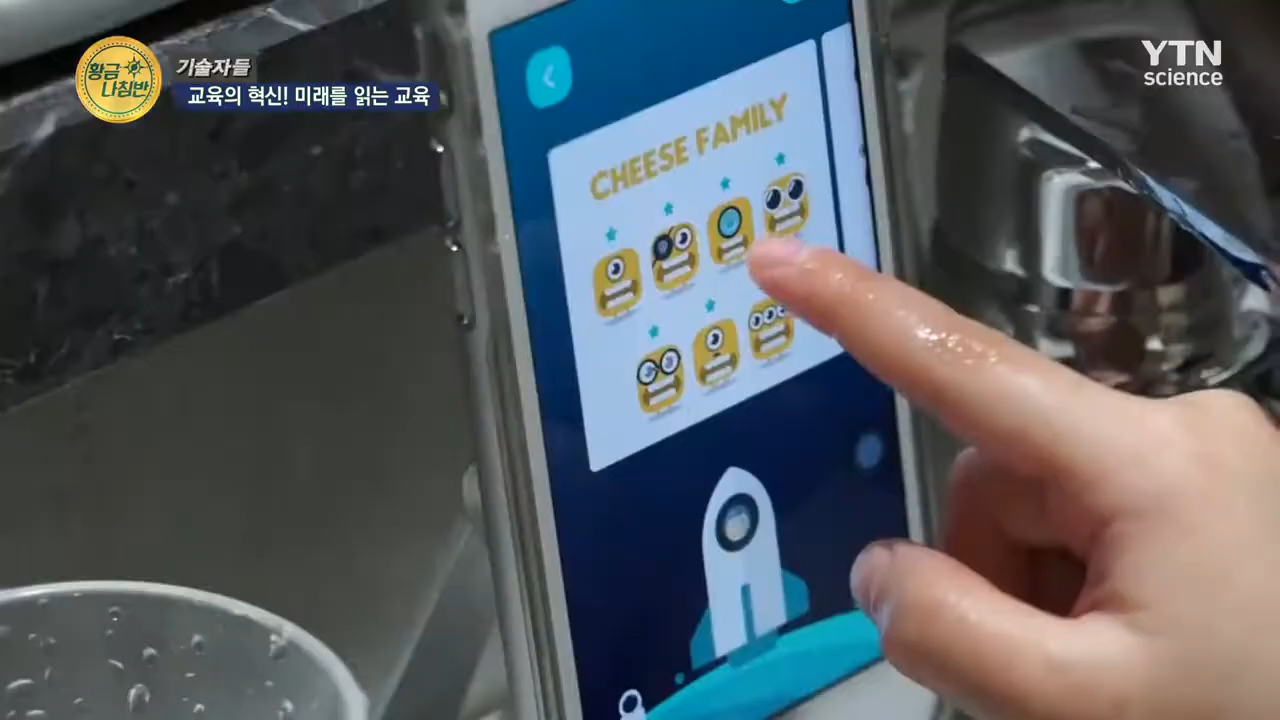 황금
나침반
기술자들
교육의 혁신! 미래를 읽는 교육
YTN
science
CHEESE FAMILY